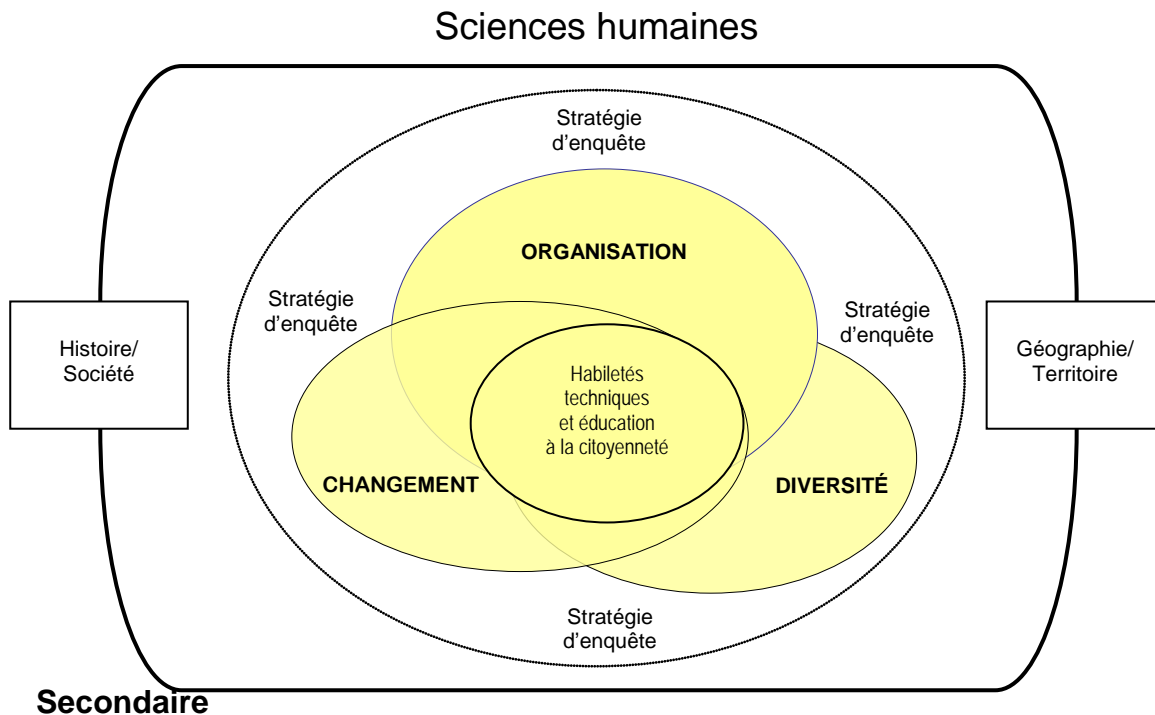 Sciences humaines
Stratégie
d'enquête
ORGANISATION
Stratégie
d'enquête
Stratégie
d'enquête
Histoire/
Société
Géographie/
Territoire
Habiletés
techniques
et éducation
à la citoyenneté
CHANGEMENT
DIVERSITÉ
Stratégie
d'enquête
Secondaire